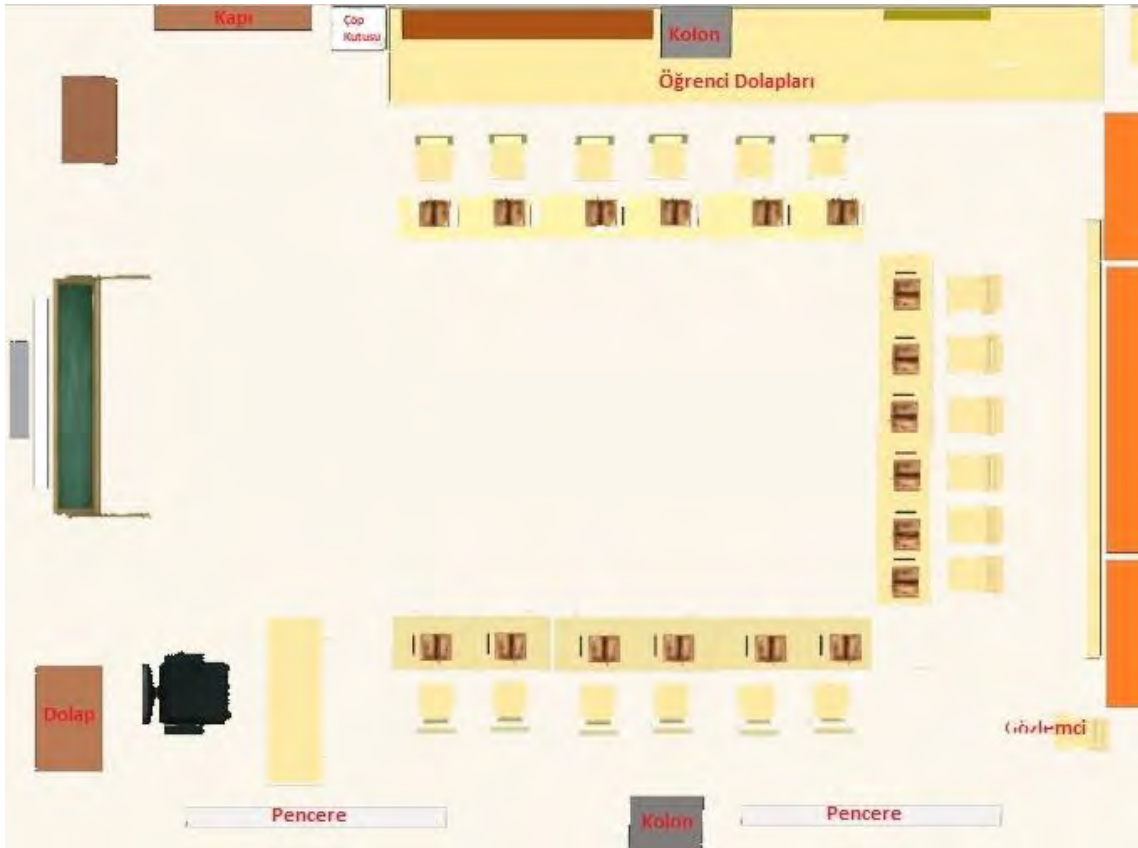 Kapı
Çöp
Kutusu
Kolon
Öğrenci Dolapları
Dolap
Gözlemci
Pencere
Kolon
Pencere